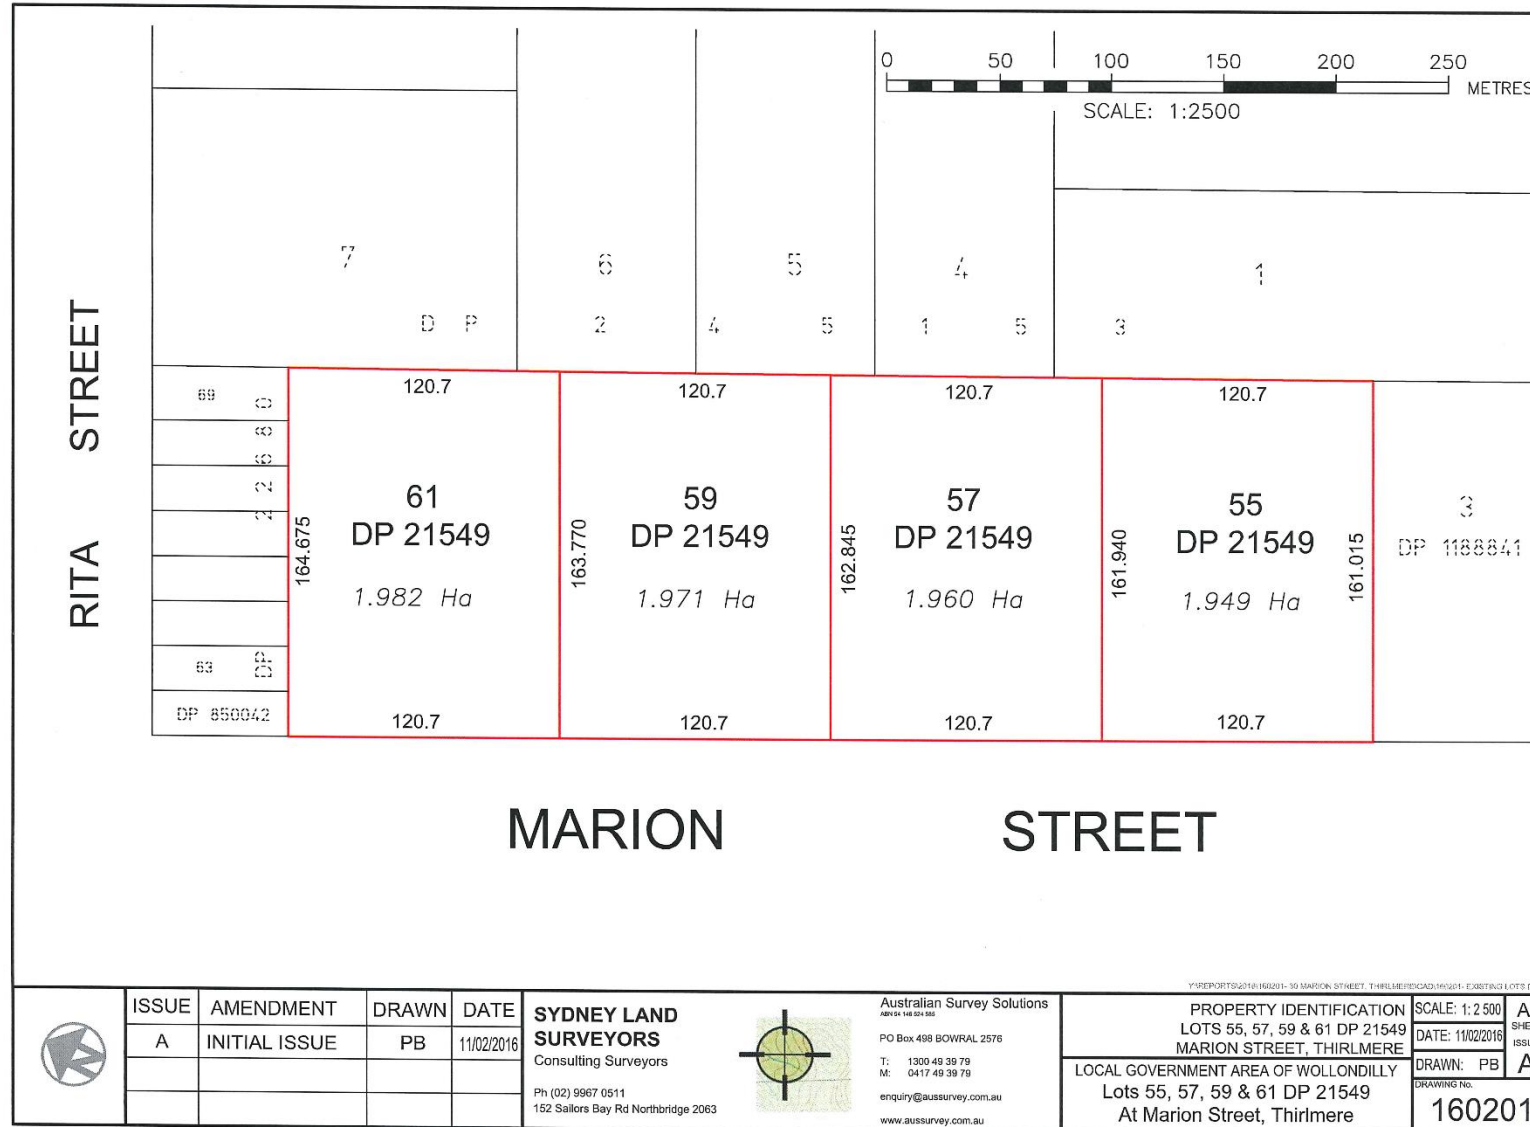 0 50 100 150 200 250
METRES
SCALE: 1:2500
7
6
5
4
1
D P 2 4 5 1 5 3
RITA STREET
69
63
DP 850042
120.7
120.7
120.7
120.7
61
DP 21549
1.982 Ha
59
DP 21549
1.971 Ha
57
DP 21549
1.960 Ha
55
DP 21549
1.949 Ha
3
DP 1188841
164.675
163.770
162.845
161.940
161.015
120.7
120.7
120.7
120.7
MARION STREET
ISSUE AMENDMENT DRAWN DATE
A INITIAL ISSUE PB 11/02/2016
SYDNEY LAND
SURVEYORS
Consulting Surveyors
Ph (02) 9967 0511
152 Sailors Bay Rd Northbridge 2063
Australian Survey Solutions
PO Box 498 BOWRAL 2576
T: 1300 49 39 79
M: 0417 49 39 79
enquiry@aussurvey.com.au
www.aussurvey.com.au
PROPERTY IDENTIFICATION
LOTS 55, 57, 59 & 61 DP 21549
MARION STREET, THIRLMERE
LOCAL GOVERNMENT AREA OF WOLLONDILLY
Lots 55, 57, 59 & 61 DP 21549
At Marion Street, Thirlmere
SCALE: 1: 2 500
DATE: 11/02/2016
DRAWN: PB
DRAWING No.
160201
A
A